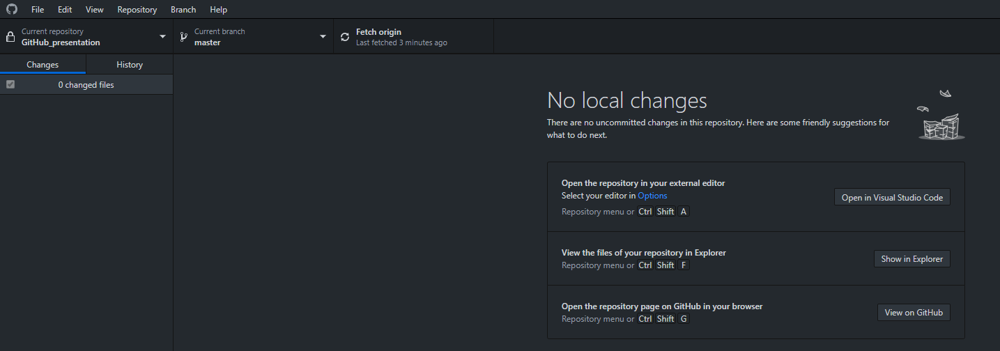 File Edit View Repository Branch Help
Current repository
GitHub_presentation
Current branch
master
Fetch origin
Last fetched 3 minutes ago
Changes
History
0 changed files
No local changes
There are no uncommitted changes in this repository. Here are some friendly suggestions for
what to do next.
Open the repository in your external editor
Select your editor in Options
Repository menu or Ctrl Shift A
Open in Visual Studio Code
View the files of your repository in Explorer
Repository menu or Ctrl Shift F
Show in Explorer
Open the repository page on GitHub in your browser
Repository menu or Ctrl Shift G
View on GitHub